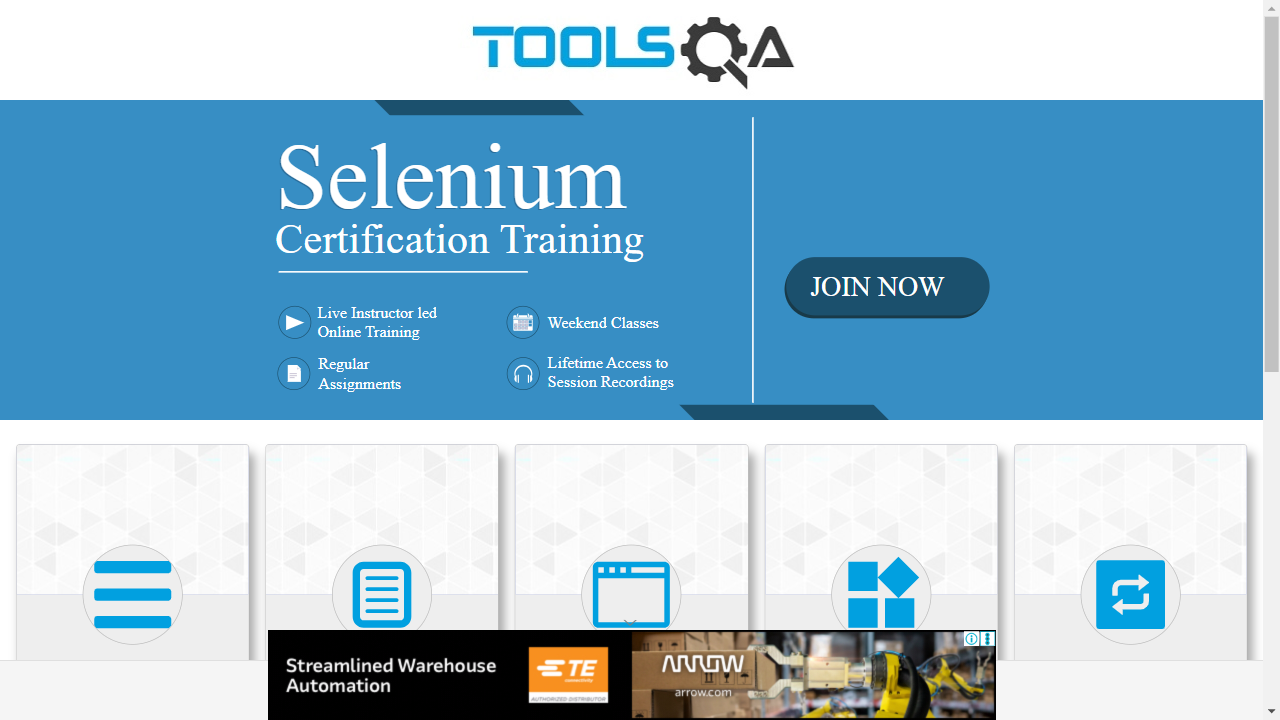 TOOLSQA
Selenium
Certification Training
JOIN NOW
Live Instructor led
Online Training
Weekend Classes
Regular
Assignments
Lifetime Access to
Session Recordings
Streamlined Warehouse
Automation
TE
connectivity
AUTHORIZED DISTRIBUTOR
ARROW
arrow.com